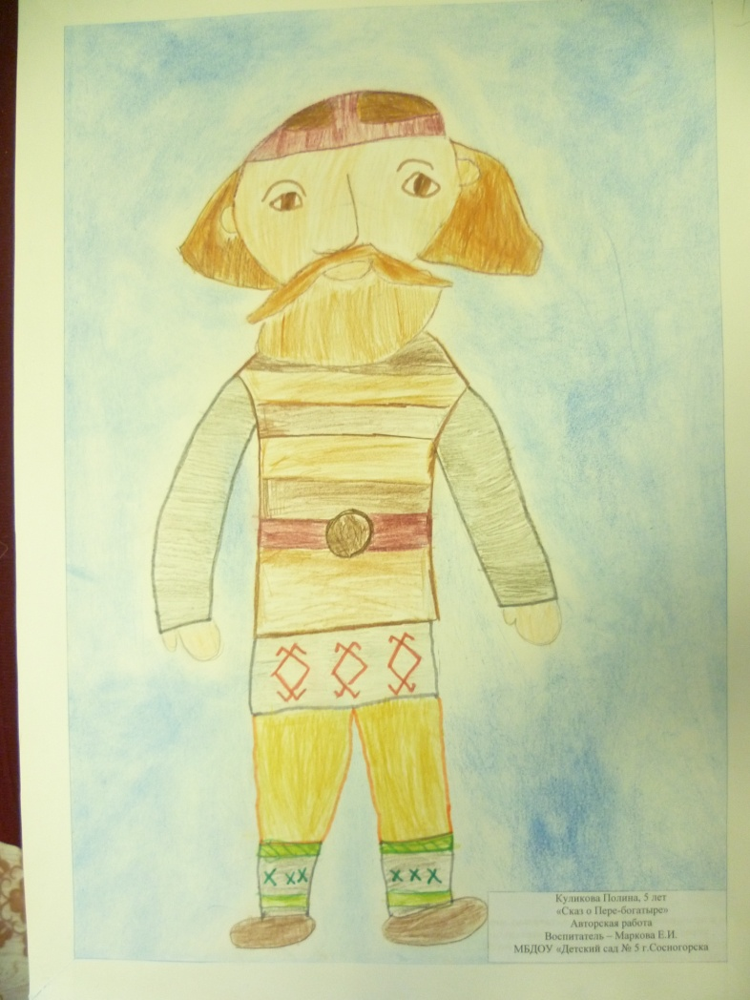 Куликова Полина, 5 лет
«Сказ о Пере-богатыре»
Авторская работа
Воспитатель – Маркова Е.И.
МБДОУ «Детский сад № 5 г.Сосногорска